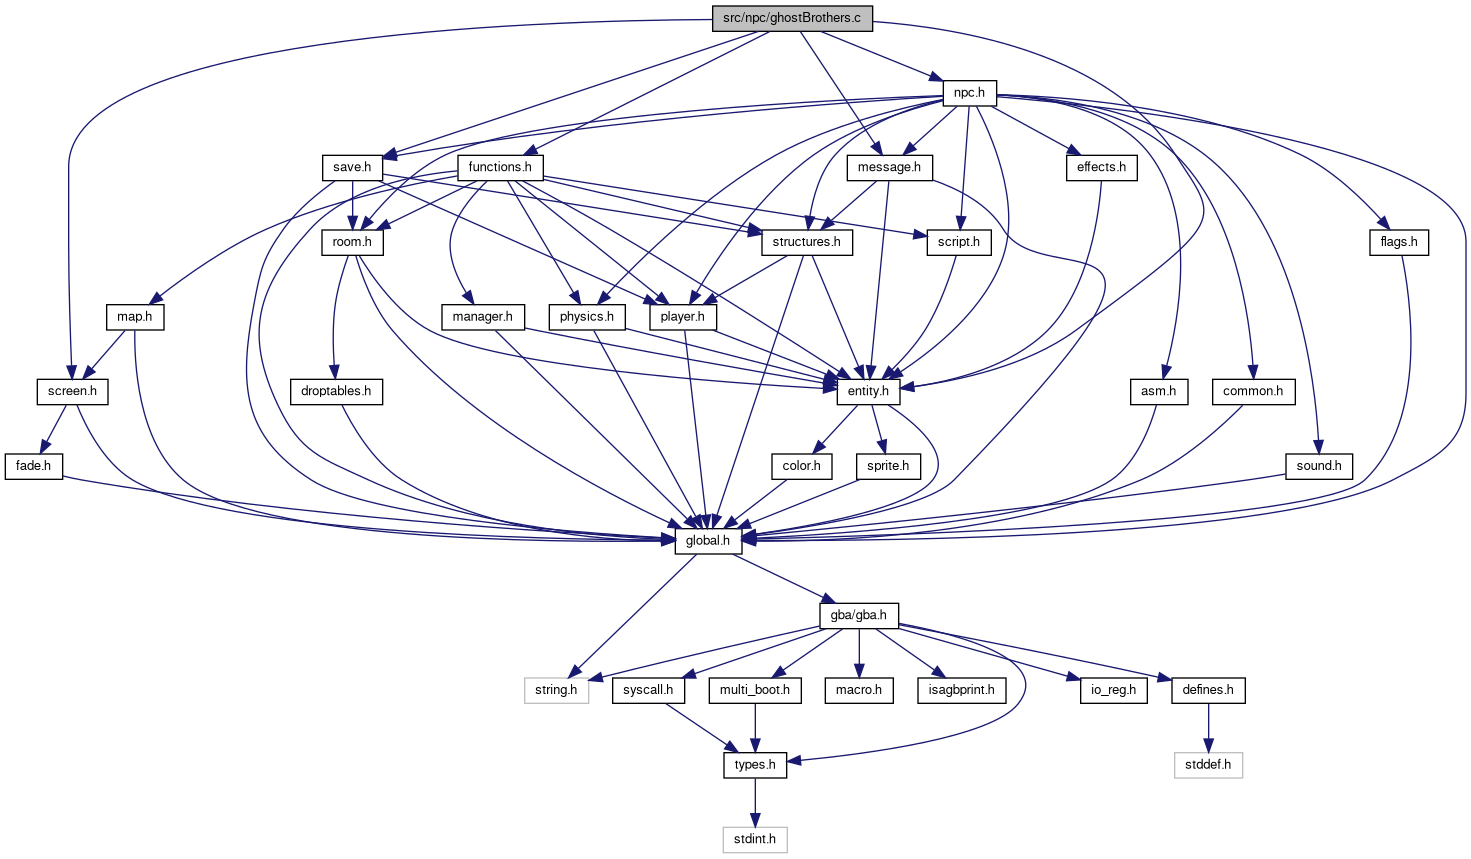 src/npc/ghostBrothers.c
npc.h
save.h
functions.h
message.h
effects.h
room.h
structures.h
script.h
flags.h
map.h
manager.h
physics.h
player.h
screen.h
droptables.h
entity.h
asm.h
common.h
fade.h
color.h
sprite.h
sound.h
global.h
gba/gba.h
string.h
syscall.h
multi_boot.h
macro.h
isagbprint.h
io_reg.h
defines.h
types.h
stddef.h
stdint.h